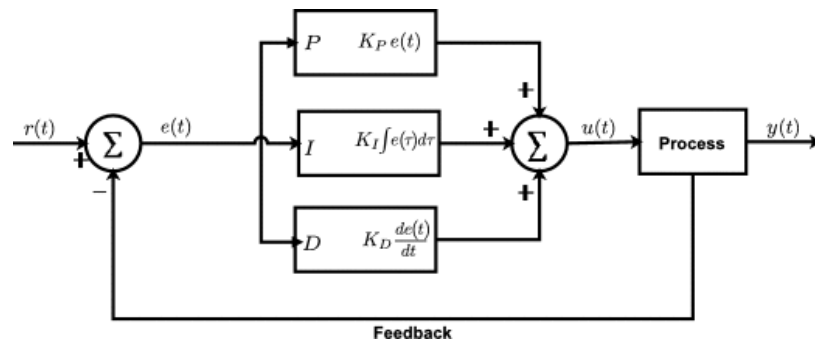 P K_P e(t)
r(t) Σ e(t) I K_I ∫ e(τ)dτ Σ u(t) Process y(t)
+ + + +
−
D K_D de(t)/dt
Feedback